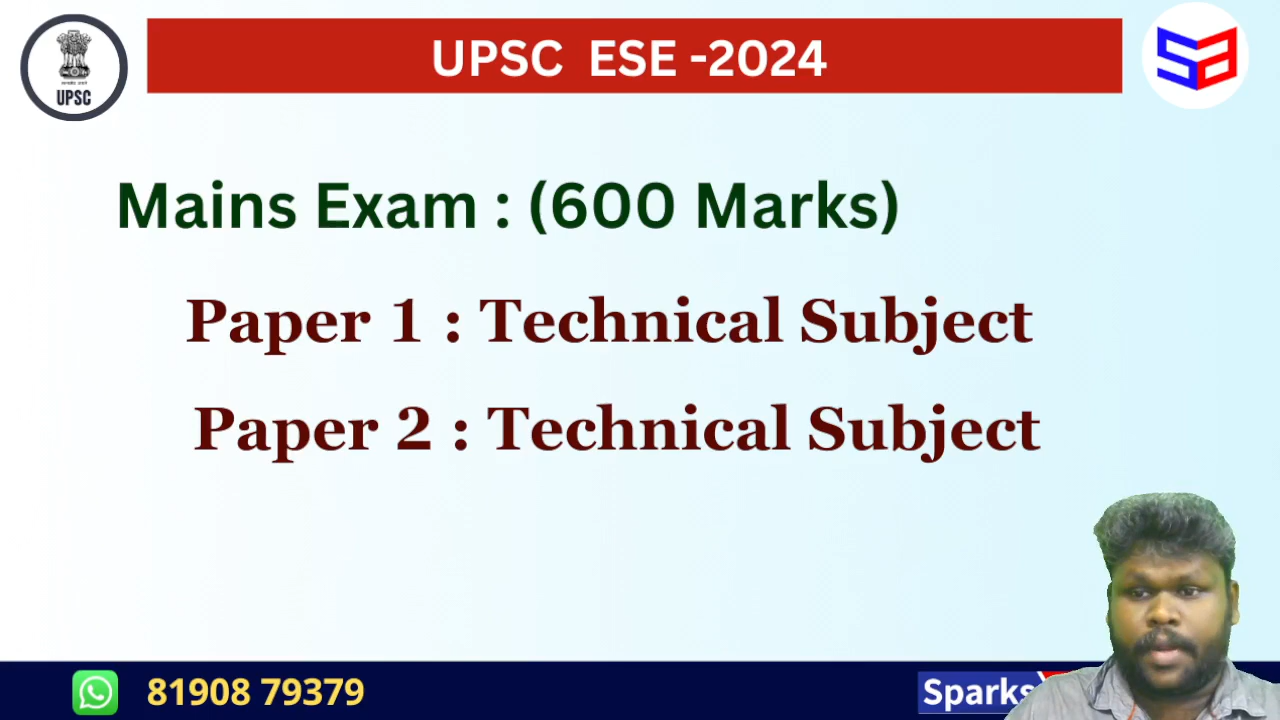 UPSC ESE -2024
UPSC
Mains Exam : (600 Marks)
Paper 1 : Technical Subject
Paper 2 : Technical Subject
81908 79379
Sparks